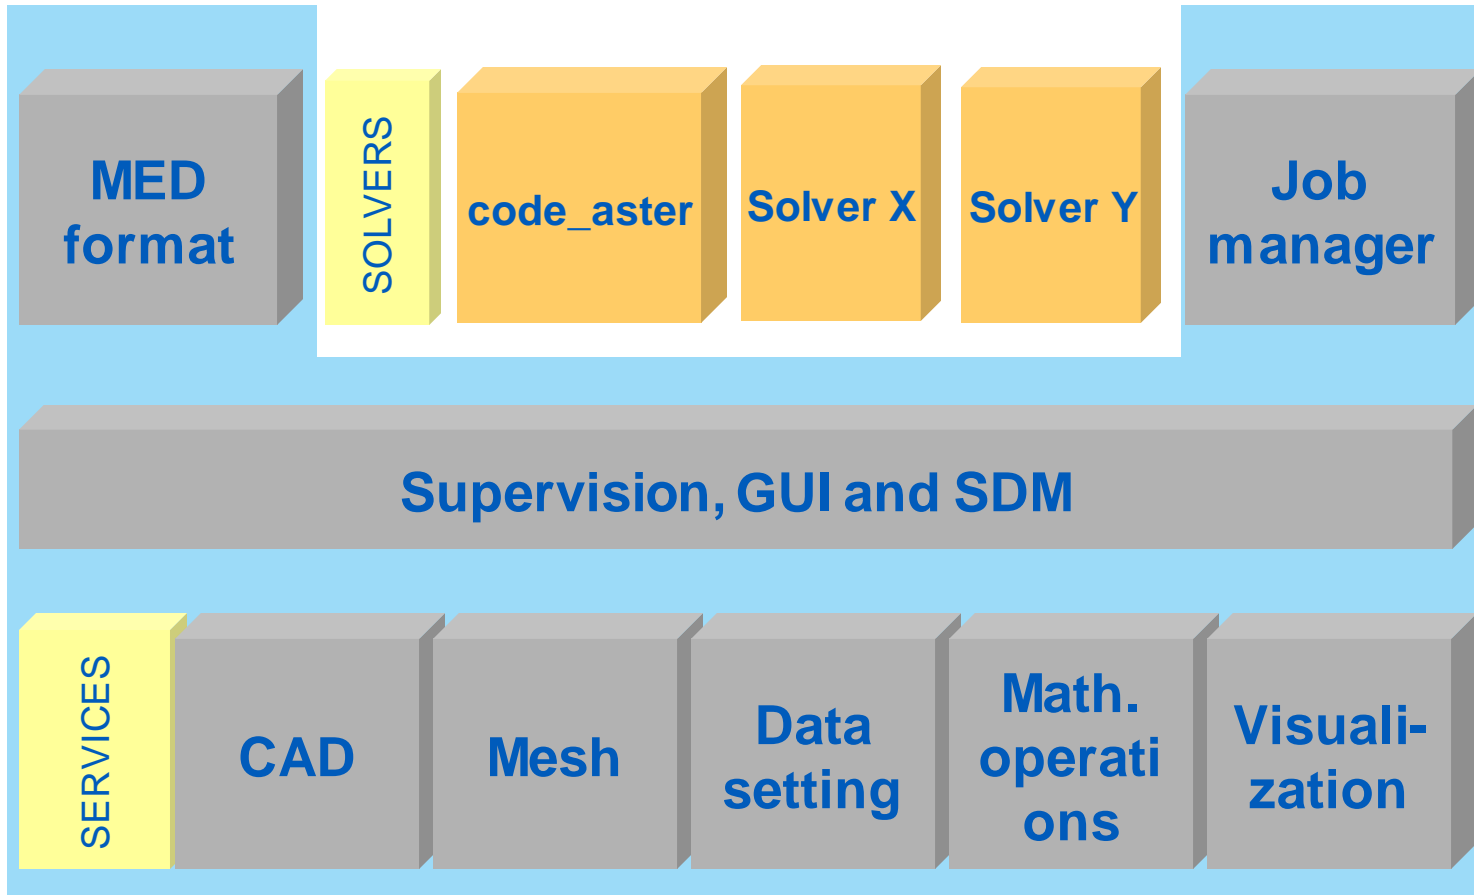 MED
format
SOLVERS
code_aster
Solver X
Solver Y
Job
manager
Supervision, GUI and SDM
SERVICES
CAD
Mesh
Data
setting
Math.
operati
ons
Visuali-
zation